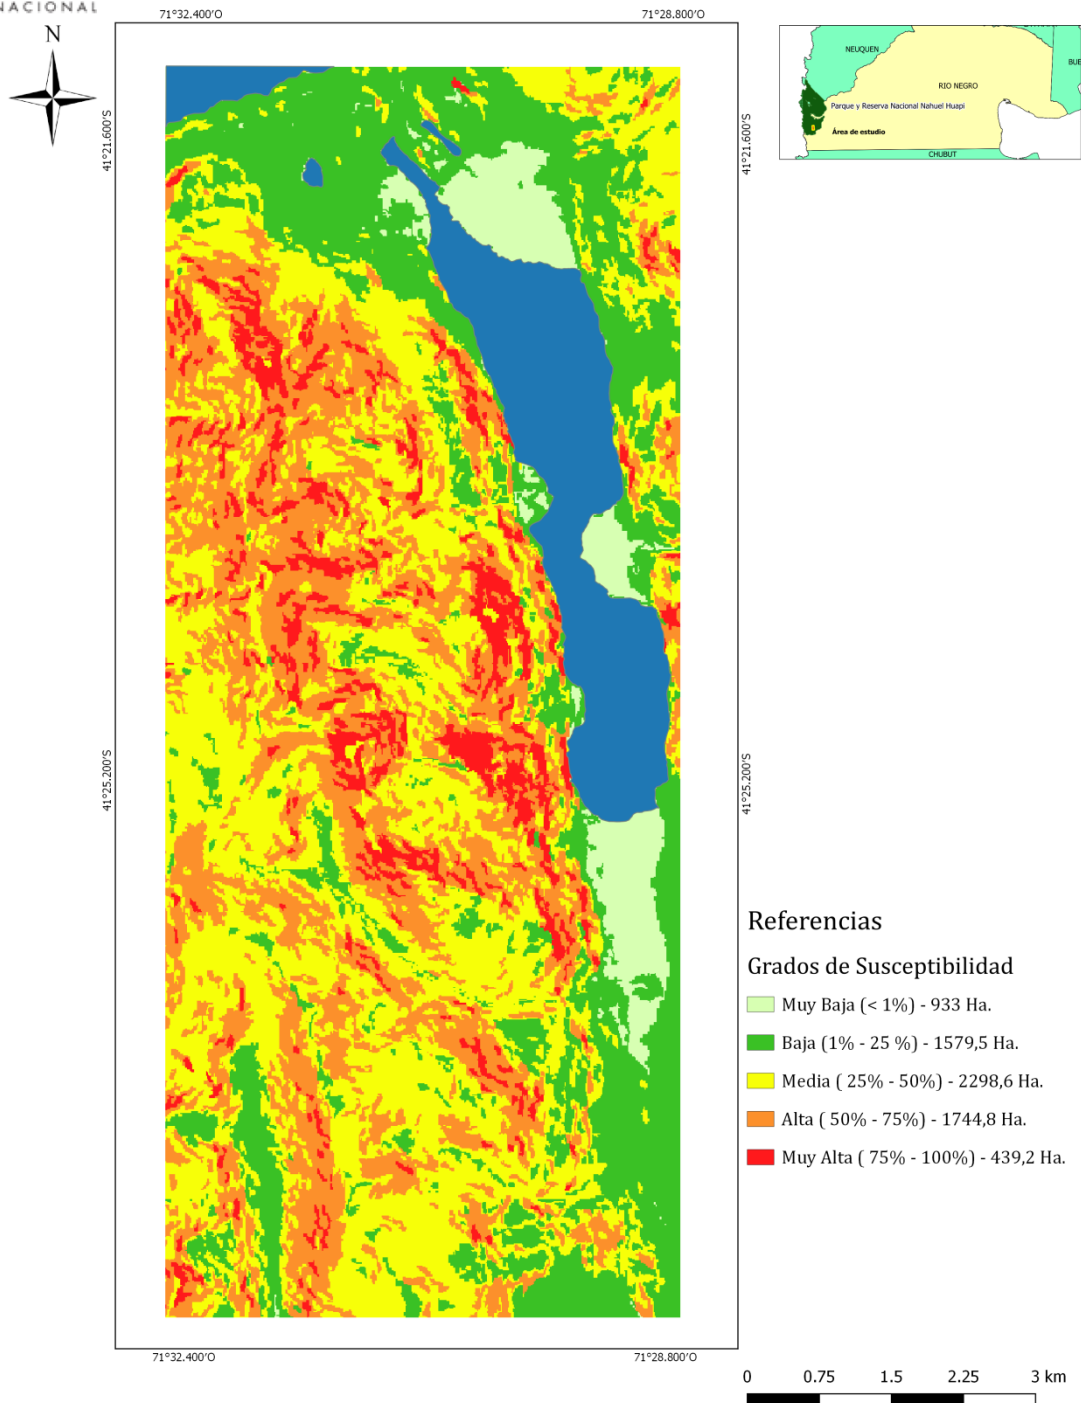 NACIONAL
N
71°32.400'O
71°28.800'O
41°21.600'S
41°21.600'S
NEUQUEN
BUE
RIO NEGRO
Parque y Reserva Nacional Nahuel Huapi
Área de estudio
CHUBUT
41°25.200'S
41°25.200'S
Referencias
Grados de Susceptibilidad
Muy Baja (< 1%) - 933 Ha.
Baja (1% - 25 %) - 1579,5 Ha.
Media ( 25% - 50%) - 2298,6 Ha.
Alta ( 50% - 75%) - 1744,8 Ha.
Muy Alta ( 75% - 100%) - 439,2 Ha.
71°32.400'O
71°28.800'O
0 0.75 1.5 2.25 3 km